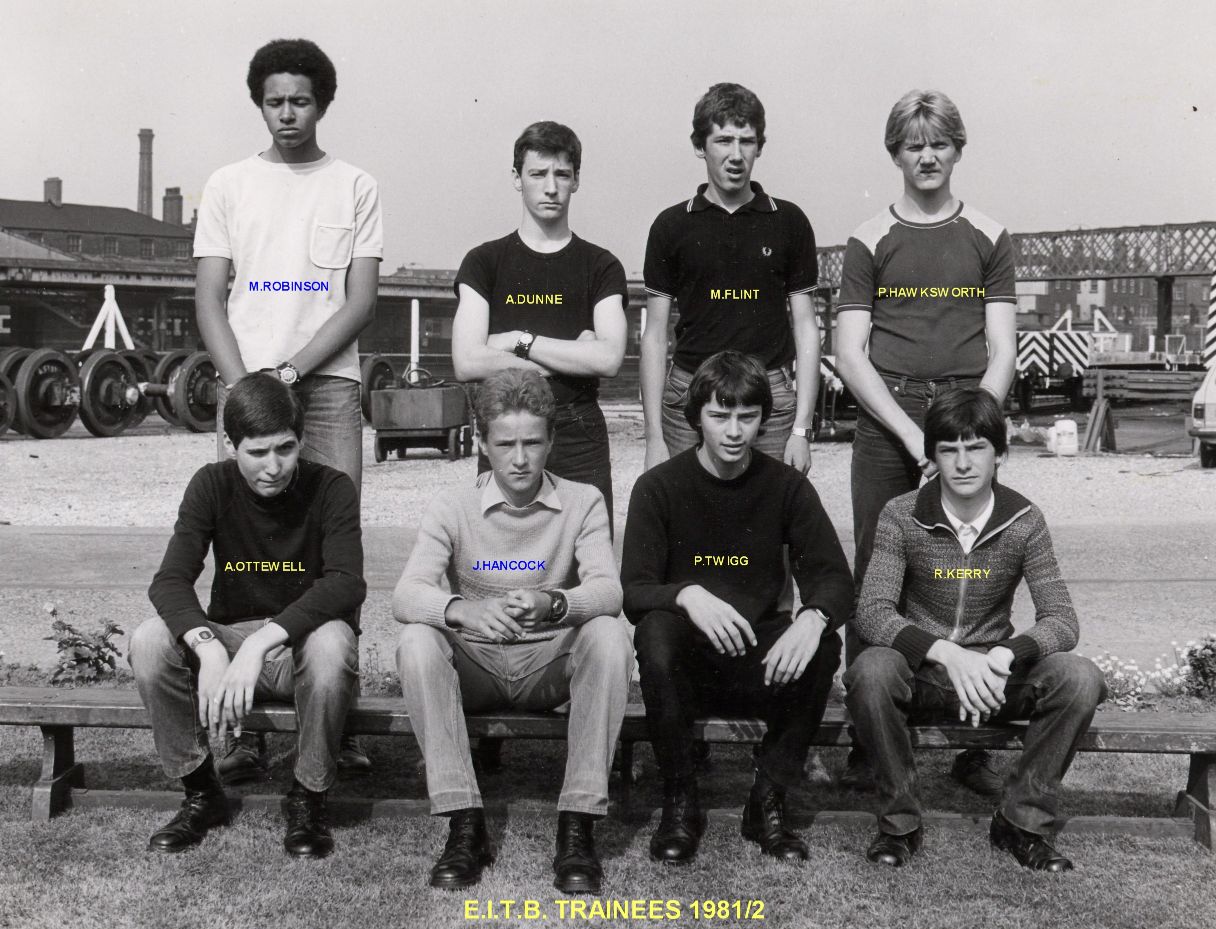 M.ROBINSON
A.DUNNE
M.FLINT
P.HAWKSWORTH
A.OTTEWELL
J.HANCOCK
P.TWIGG
R.KERRY
E.I.T.B. TRAINEES 1981/2